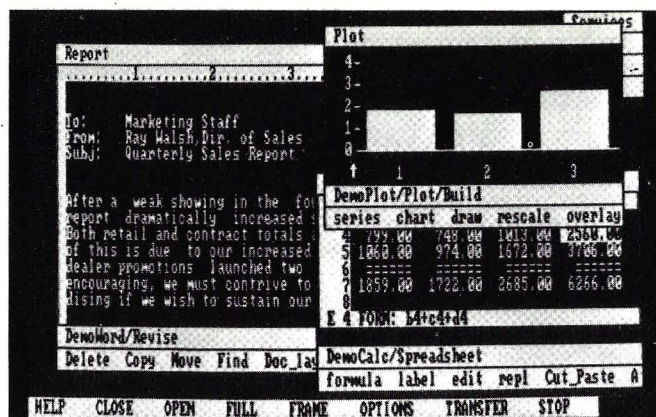 Services
Report
Plot
1 2 3
4
3
2
1
0
1 2 3
To: Marketing Staff
From: Ray Walsh,Dir. of Sales
Subj: Quarterly Sales Report
After a weak showing in the
report dramatically increased
Both retail and contract totals
of this is due to our increased
dealer promotions launched two
encouraging, we must contrive to
dising if we wish to sustain our
DemoWord/Revise
Delete Copy Move Find Doc_lay
DemoPlot/Plot/Build
series chart draw rescale overlay
4 799.00 748.00 1013.00 2560.00
5 1060.00 974.00 1672.00 3706.00
6 ======= ======= ======= =======
7 1859.00 1722.00 2685.00 6266.00
8
E 4 FORM: b4+c4+d4
DemoCalc/Spreadsheet
formula label edit repl Cut_Paste A
HELP CLOSE OPEN FULL FRAME OPTIONS TRANSFER STOP